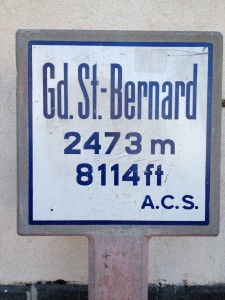 Gd. St.-Bernard
2473 m
8114 ft
A.C.S.